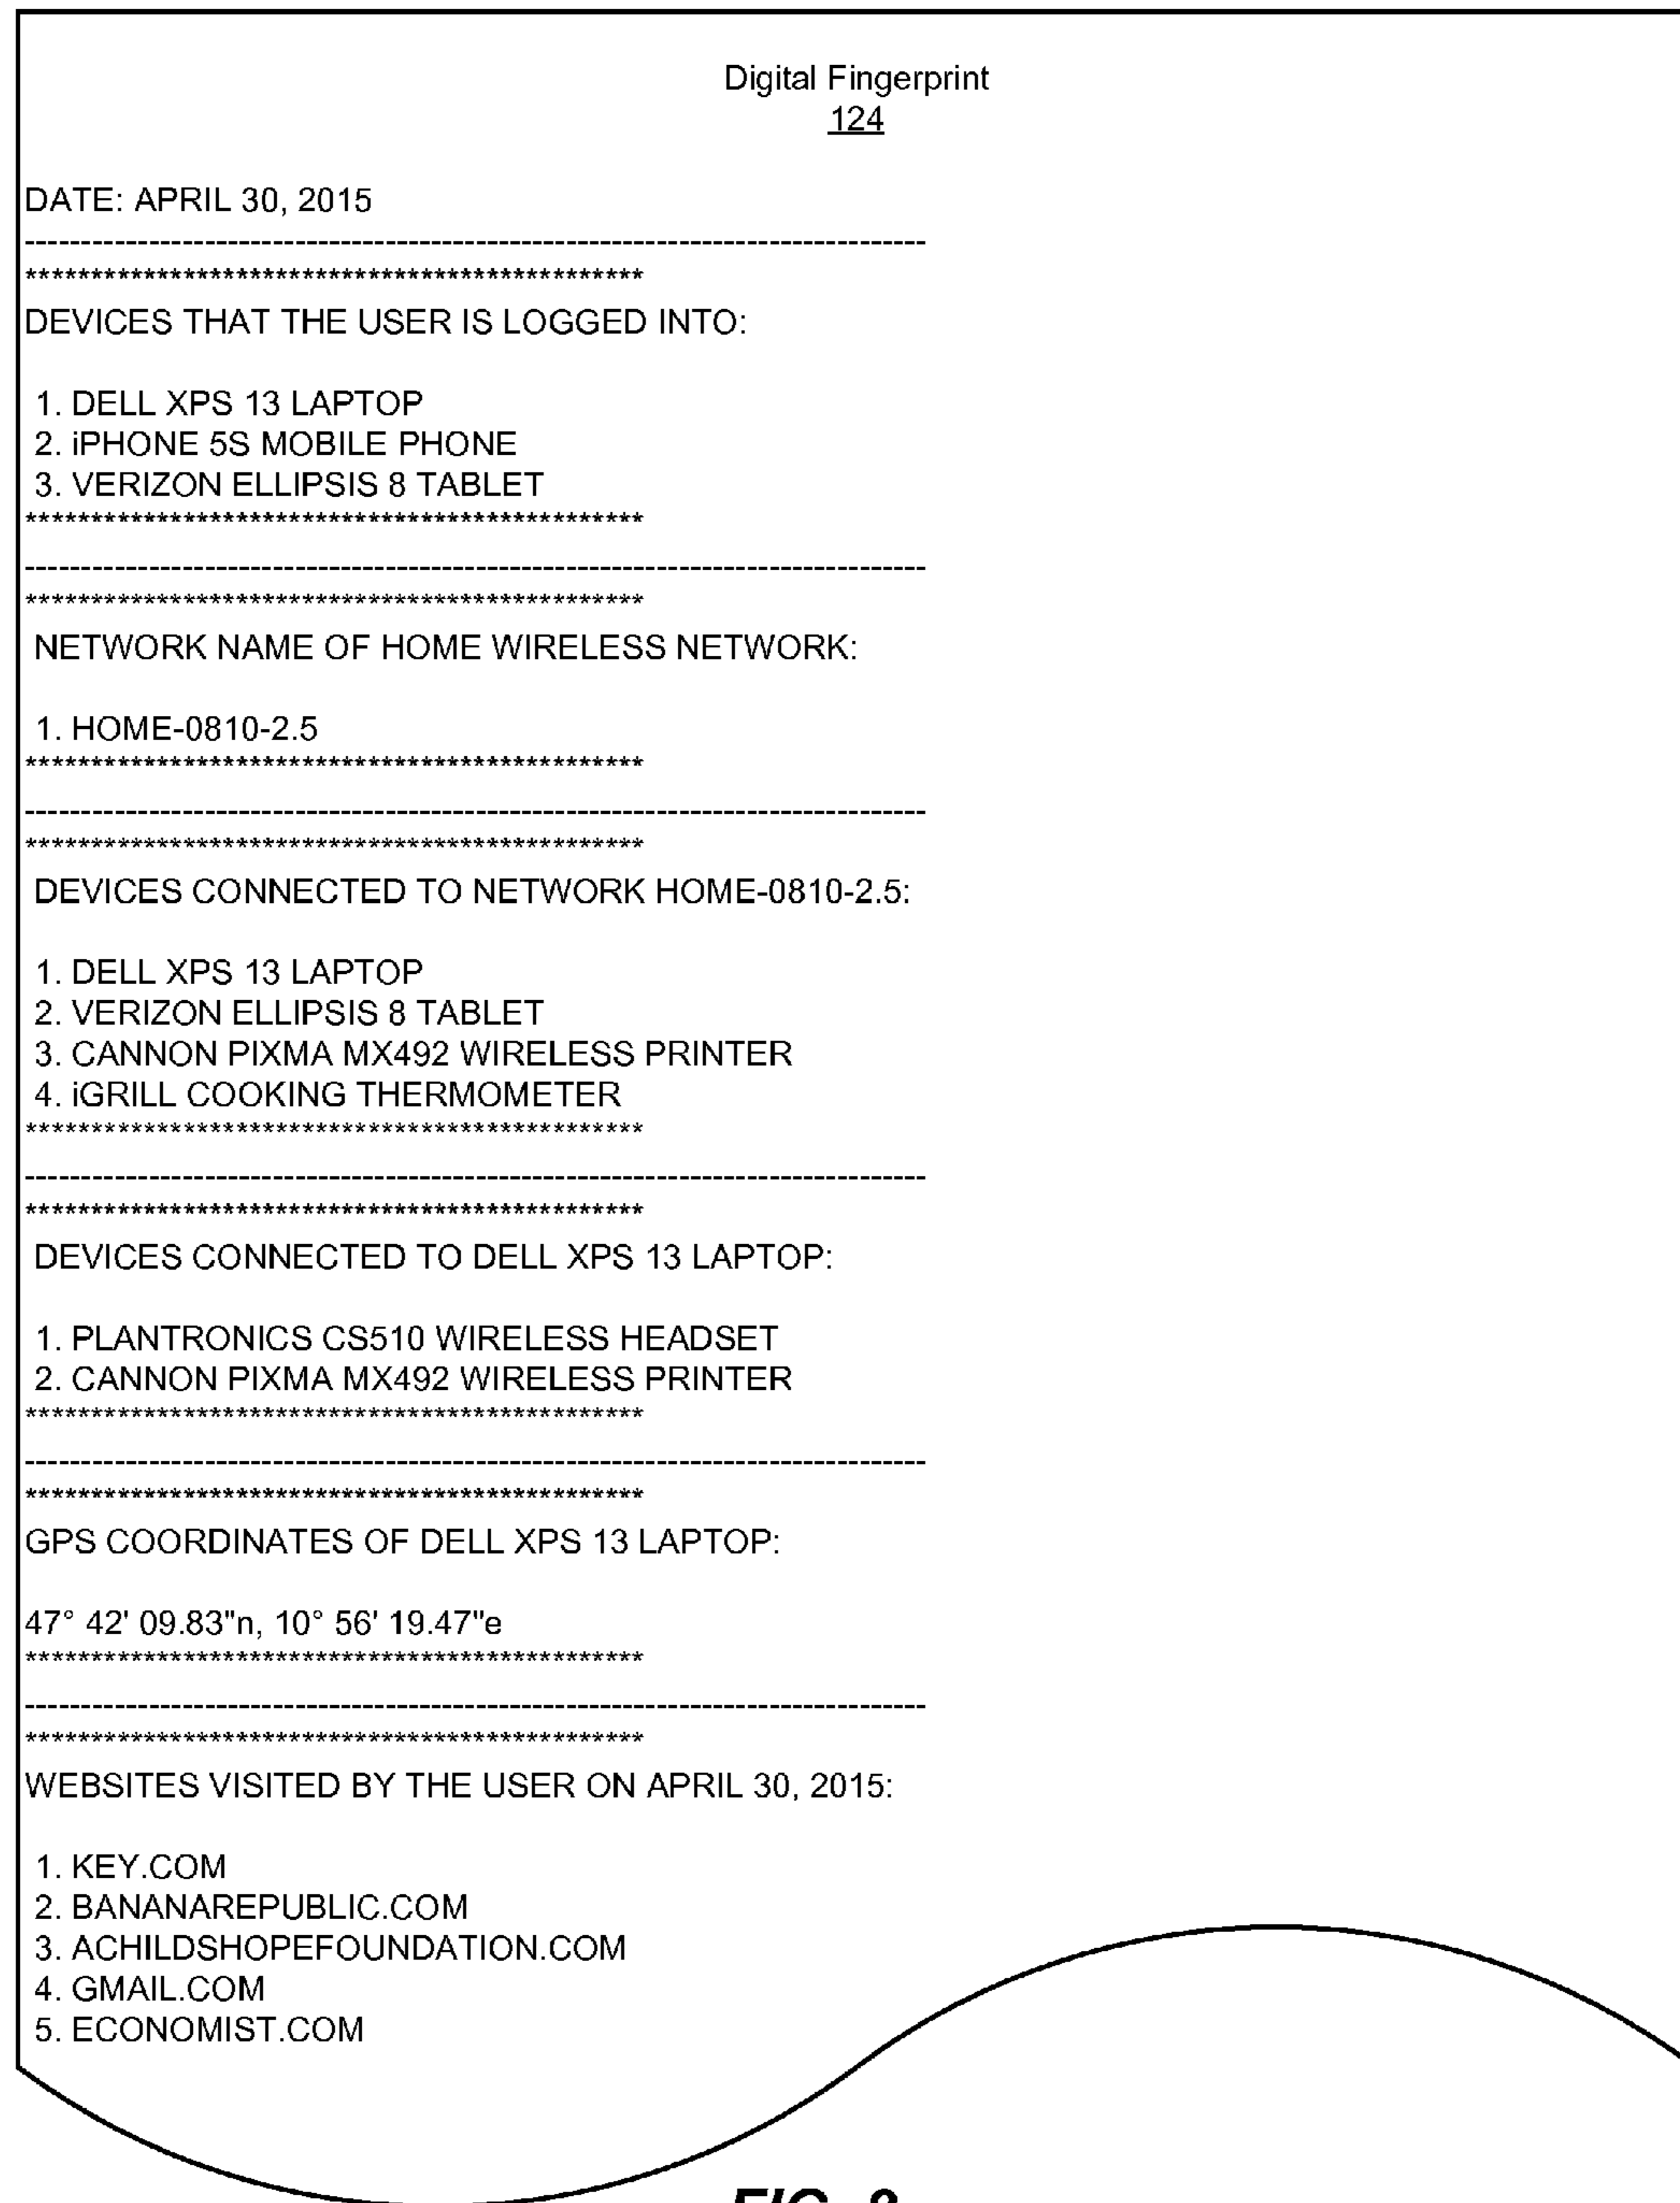 Digital Fingerprint
124
DATE: APRIL 30, 2015
--------------------------------------------------------------------------------
***********************************************
DEVICES THAT THE USER IS LOGGED INTO:
1. DELL XPS 13 LAPTOP
2. iPHONE 5S MOBILE PHONE
3. VERIZON ELLIPSIS 8 TABLET
***********************************************
--------------------------------------------------------------------------------
***********************************************
NETWORK NAME OF HOME WIRELESS NETWORK:
1. HOME-0810-2.5
***********************************************
--------------------------------------------------------------------------------
***********************************************
DEVICES CONNECTED TO NETWORK HOME-0810-2.5:
1. DELL XPS 13 LAPTOP
2. VERIZON ELLIPSIS 8 TABLET
3. CANNON PIXMA MX492 WIRELESS PRINTER
4. iGRILL COOKING THERMOMETER
***********************************************
--------------------------------------------------------------------------------
***********************************************
DEVICES CONNECTED TO DELL XPS 13 LAPTOP:
1. PLANTRONICS CS510 WIRELESS HEADSET
2. CANNON PIXMA MX492 WIRELESS PRINTER
***********************************************
--------------------------------------------------------------------------------
***********************************************
GPS COORDINATES OF DELL XPS 13 LAPTOP:
47° 42' 09.83"n, 10° 56' 19.47"e
***********************************************
--------------------------------------------------------------------------------
***********************************************
WEBSITES VISITED BY THE USER ON APRIL 30, 2015:
1. KEY.COM
2. BANANAREPUBLIC.COM
3. ACHILDSHOPEFOUNDATION.COM
4. GMAIL.COM
5. ECONOMIST.COM
FIG.